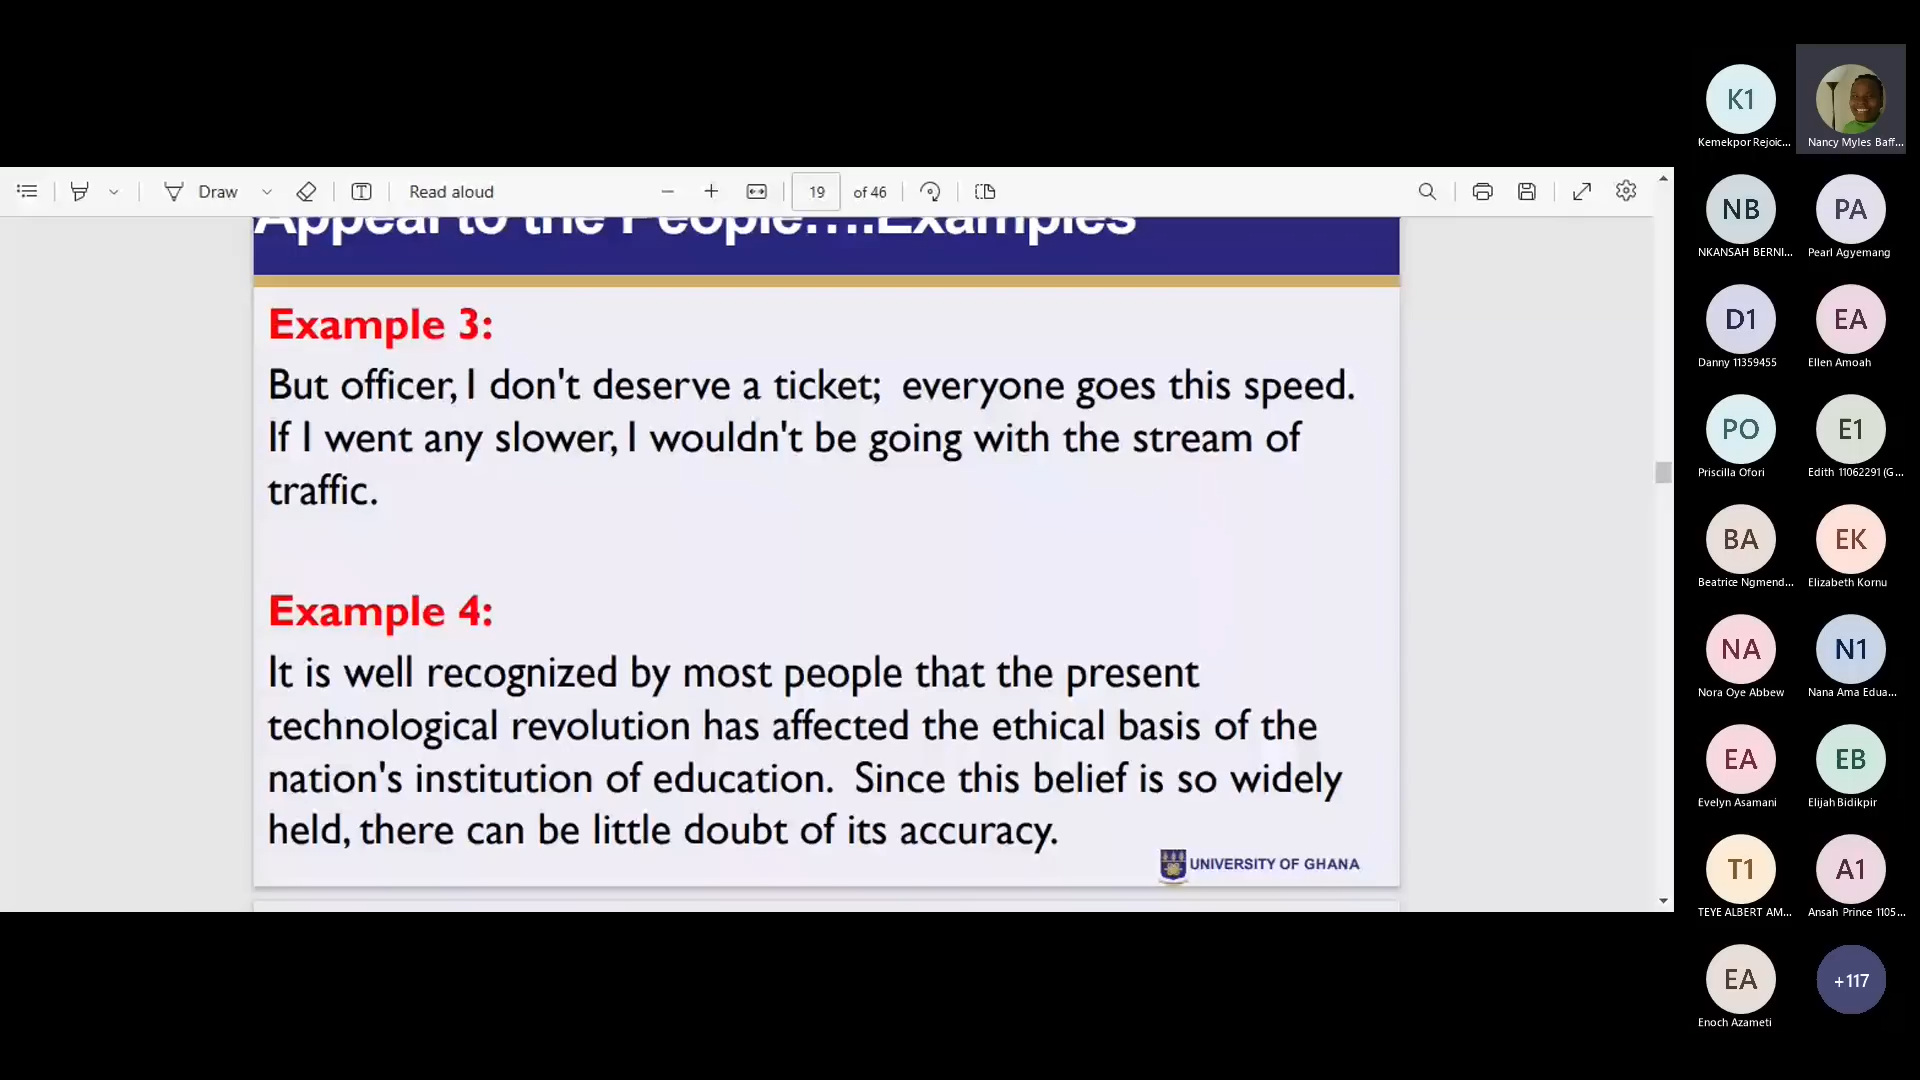 Draw
Read aloud
19 of 46
Appeal to the People....Examples
Example 3:
But officer, I don't deserve a ticket; everyone goes this speed.
If I went any slower, I wouldn't be going with the stream of
traffic.
Example 4:
It is well recognized by most people that the present
technological revolution has affected the ethical basis of the
nation's institution of education. Since this belief is so widely
held, there can be little doubt of its accuracy.
UNIVERSITY OF GHANA
K1
Kemekpor Rejoic... Nancy Myles Baff...
NB PA
NKANSAH BERNI... Pearl Agyemang
D1 EA
Danny 11359455 Ellen Amoah
PO E1
Priscilla Ofori Edith 11062291 (G...
BA EK
Beatrice Ngmend... Elizabeth Kornu
NA N1
Nora Oye Abbew Nana Ama Edua...
EA EB
Evelyn Asamani Elijah Bidikpir
T1 A1
TEYE ALBERT AM... Ansah Prince 1105...
EA +117
Enoch Azameti